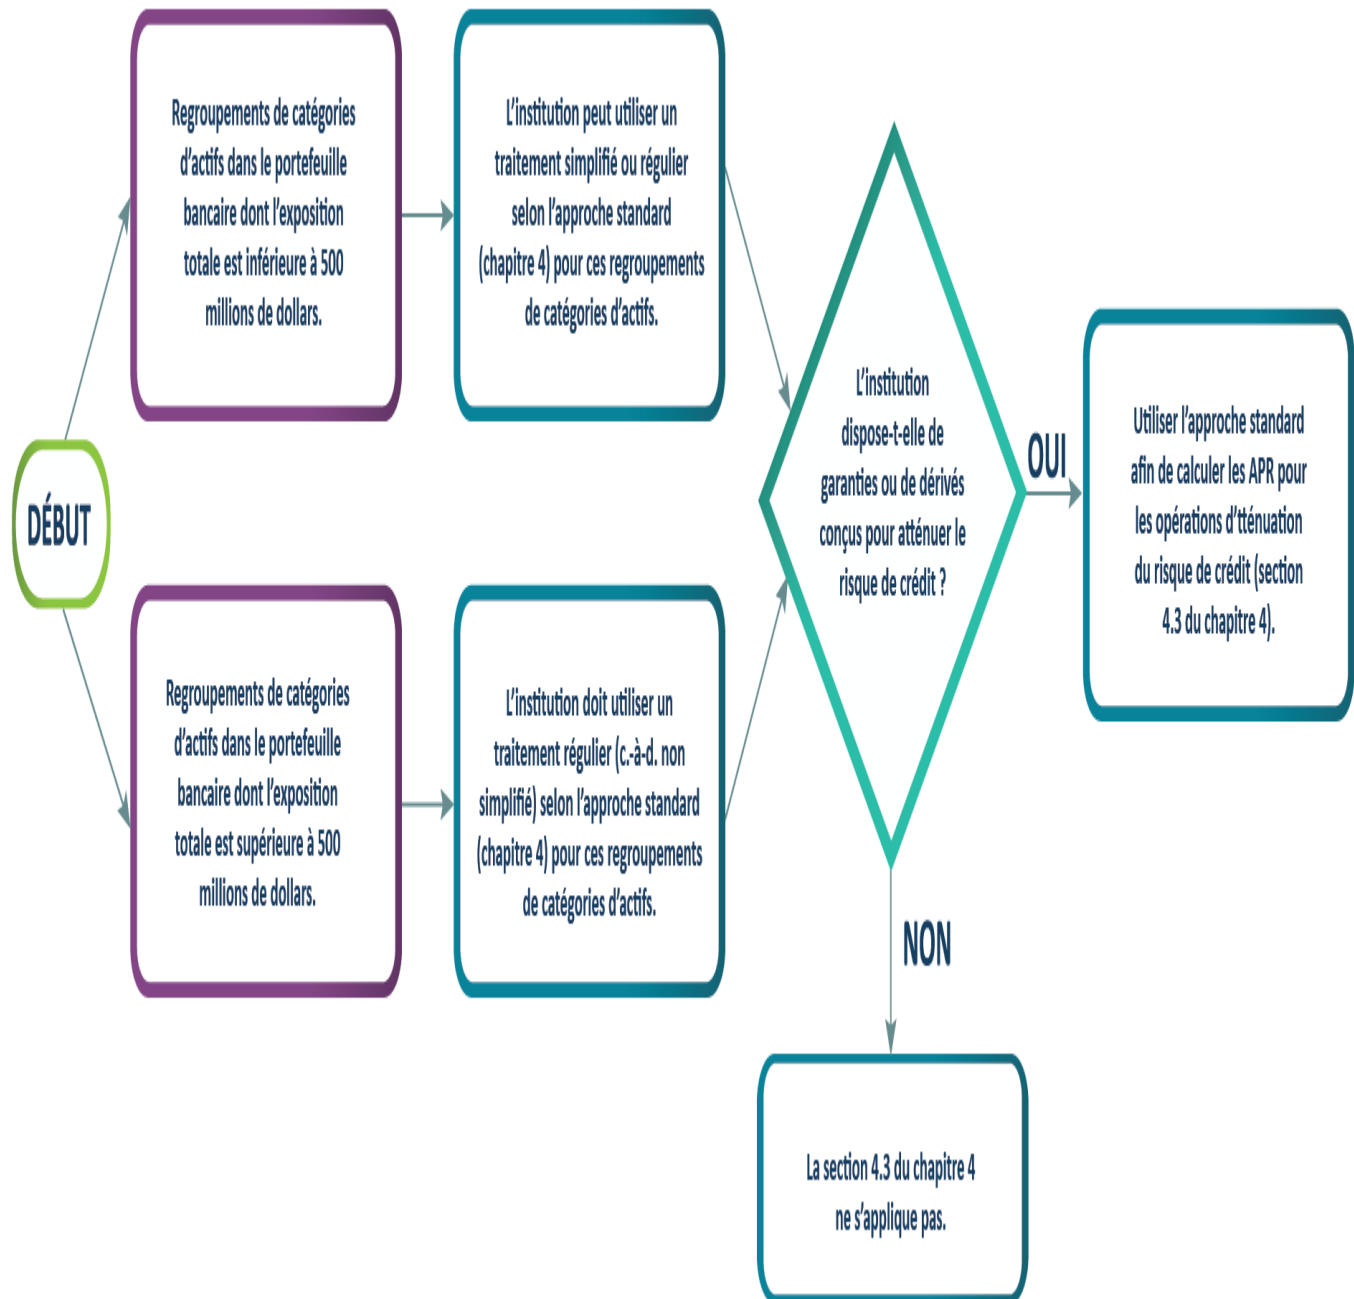 DÉBUT
Regroupements de catégories
d'actifs dans le portefeuille
bancaire dont l'exposition
totale est inférieure à 500
millions de dollars.
L'institution peut utiliser un
traitement simplifié ou régulier
selon l'approche standard
(chapitre 4) pour ces regroupements
de catégories d'actifs.
Regroupements de catégories
d'actifs dans le portefeuille
bancaire dont l'exposition
totale est supérieure à 500
millions de dollars.
L'institution doit utiliser un
traitement régulier (c.-à-d. non
simplifié) selon l'approche standard
(chapitre 4) pour ces regroupements
de catégories d'actifs.
L'institution
dispose-t-elle de
garanties ou de dérivés
conçus pour atténuer le
risque de crédit ?
OUI
Utiliser l'approche standard
afin de calculer les APR pour
les opérations d'tténuation
du risque de crédit (section
4.3 du chapitre 4).
NON
La section 4.3 du chapitre 4
ne s'applique pas.